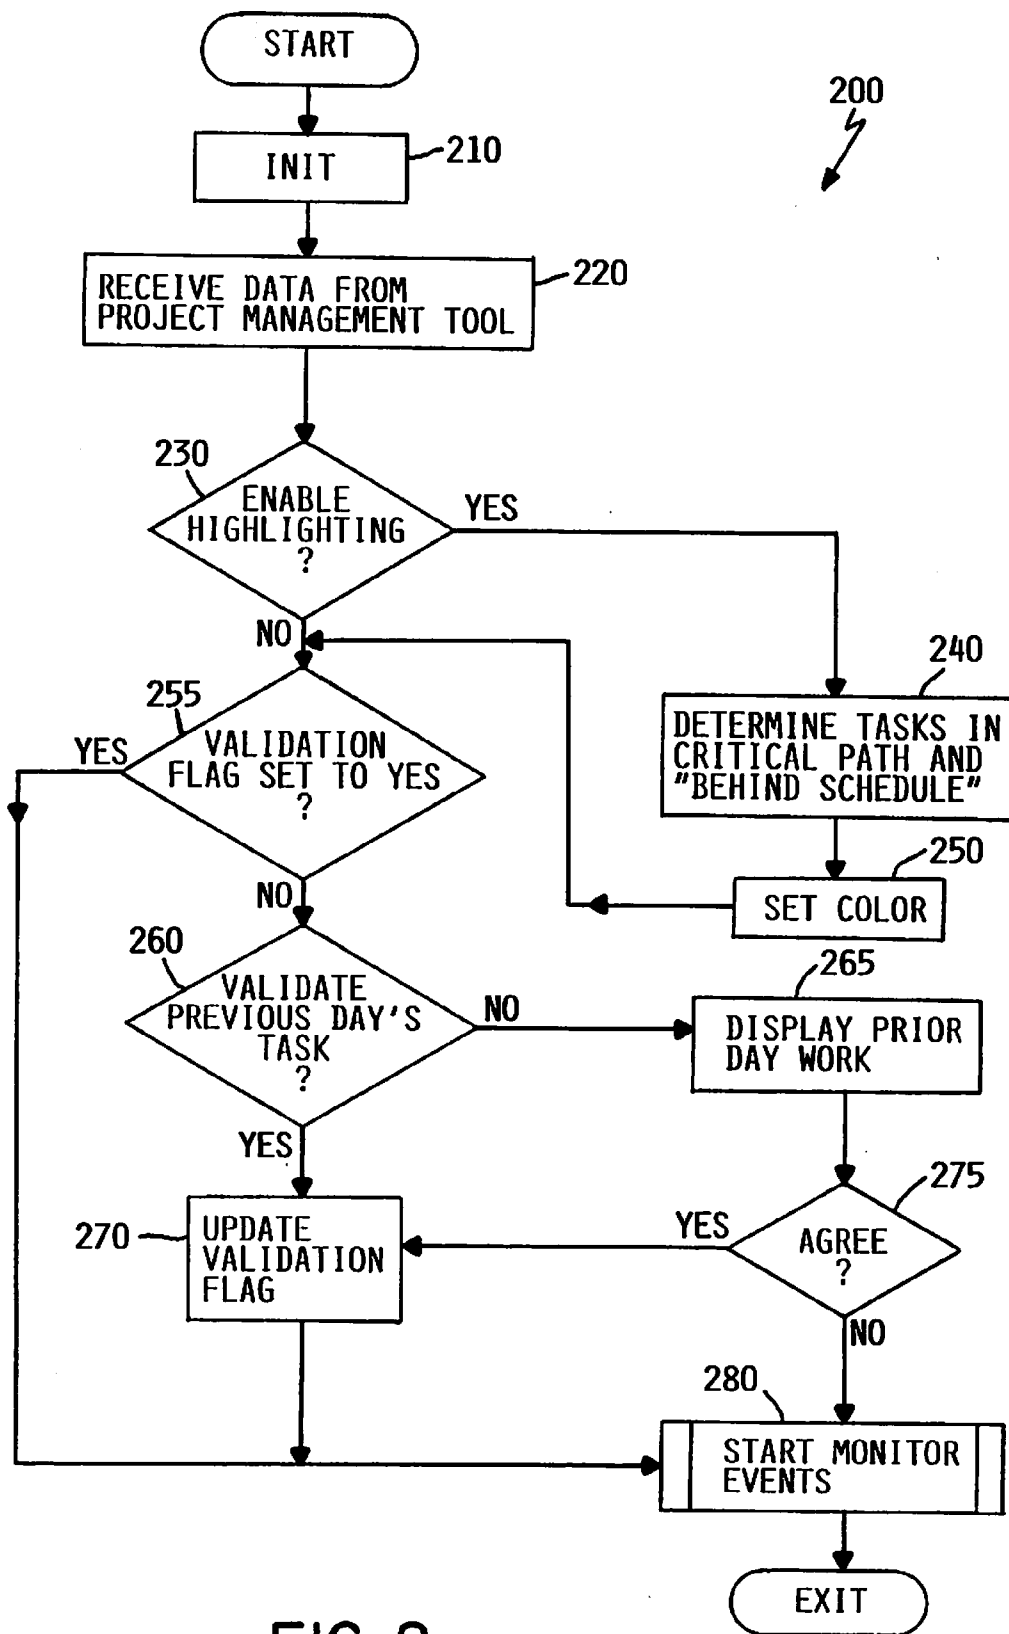 START
200
INIT
210
RECEIVE DATA FROM
PROJECT MANAGEMENT TOOL
220
230
ENABLE
HIGHLIGHTING
?
YES
NO
240
DETERMINE TASKS IN
CRITICAL PATH AND
"BEHIND SCHEDULE"
255
YES
VALIDATION
FLAG SET TO YES
?
250
SET COLOR
NO
260
VALIDATE
PREVIOUS DAY'S
TASK
?
NO
265
DISPLAY PRIOR
DAY WORK
YES
275
270
UPDATE
VALIDATION
FLAG
YES
AGREE
?
NO
280
START MONITOR
EVENTS
EXIT